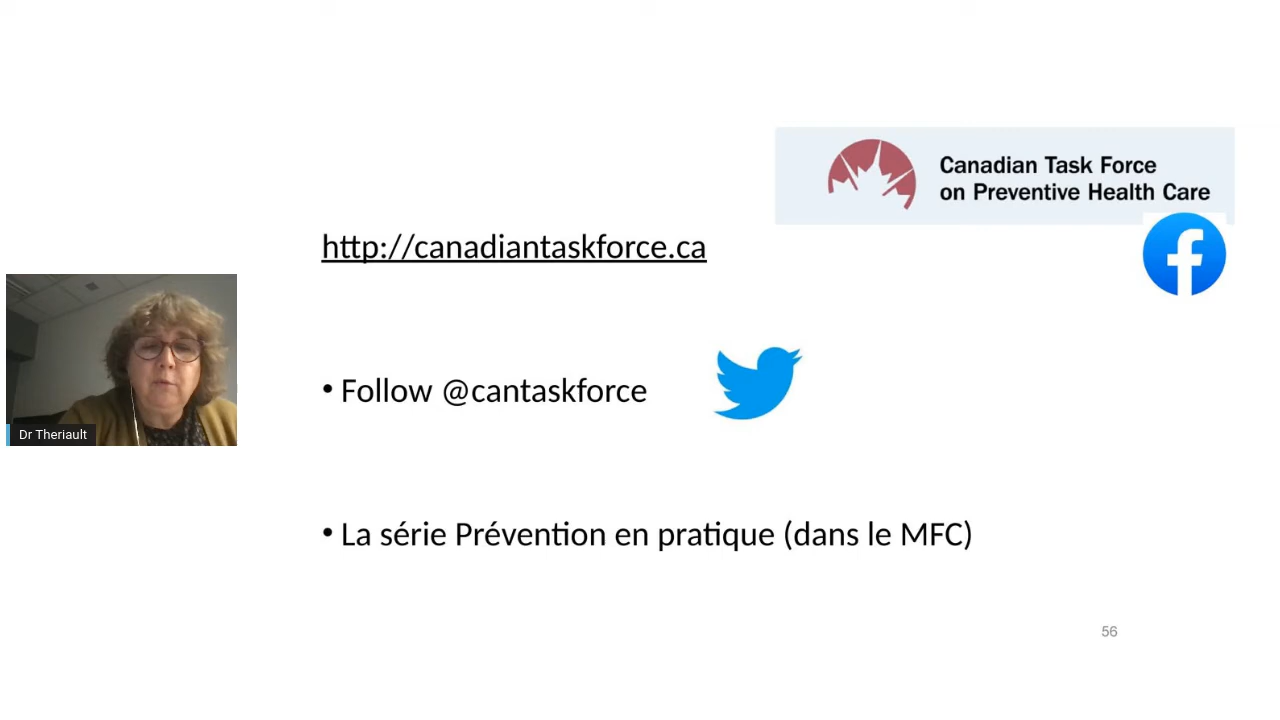 Canadian Task Force
on Preventive Health Care
http://canadiantaskforce.ca
• Follow @cantaskforce
Dr Theriault
• La série Prévention en pratique (dans le MFC)
56